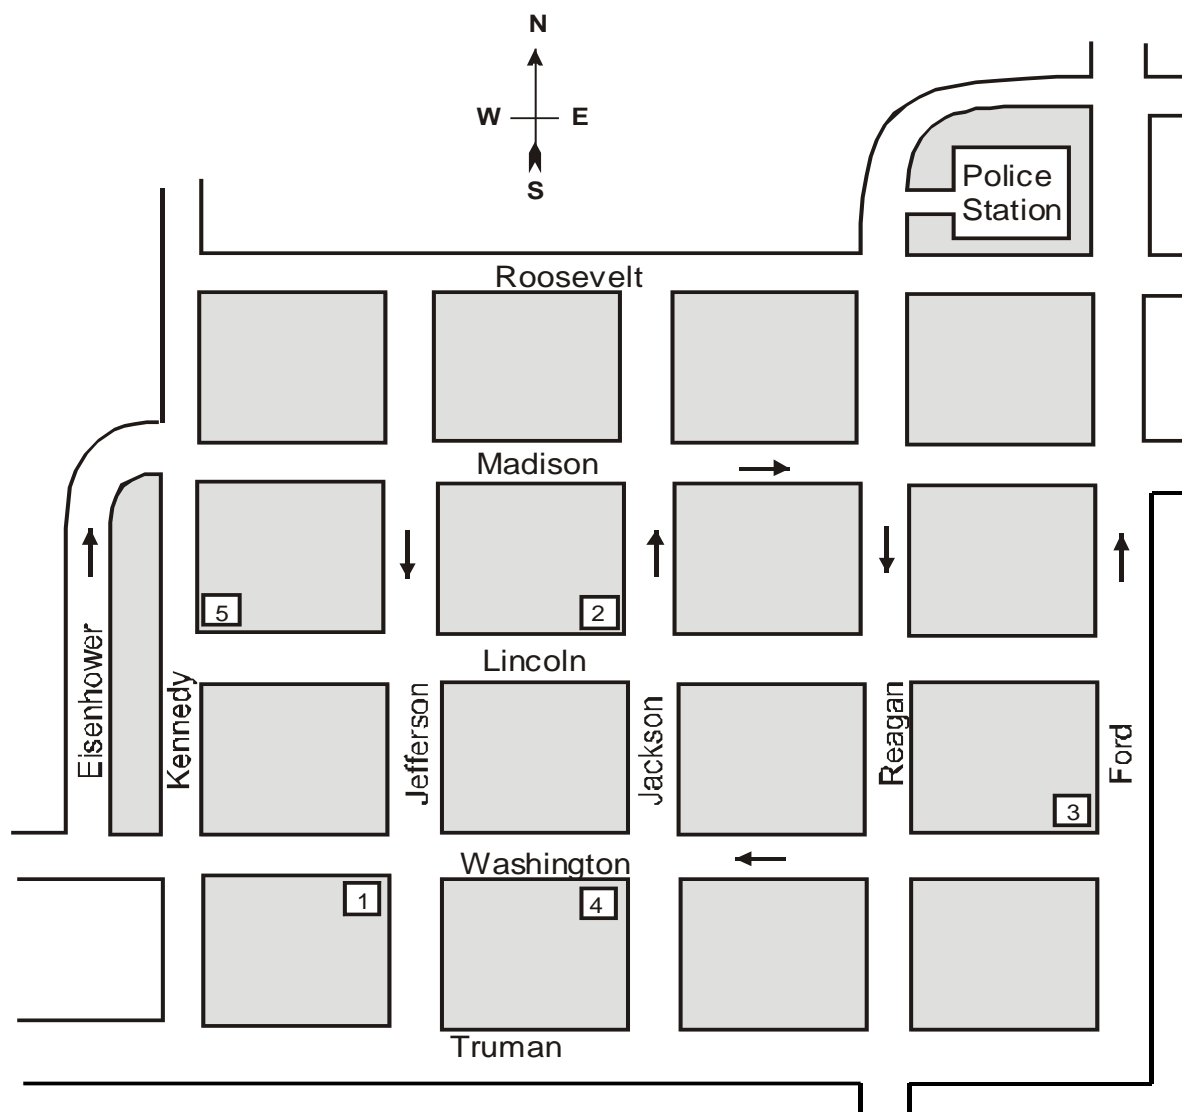 N
W E
S
Police
Station
Roosevelt
Madison
5
2
Lincoln
Eisenhower
Kennedy
Jefferson
Jackson
Reagan
Ford
3
Washington
1
4
Truman